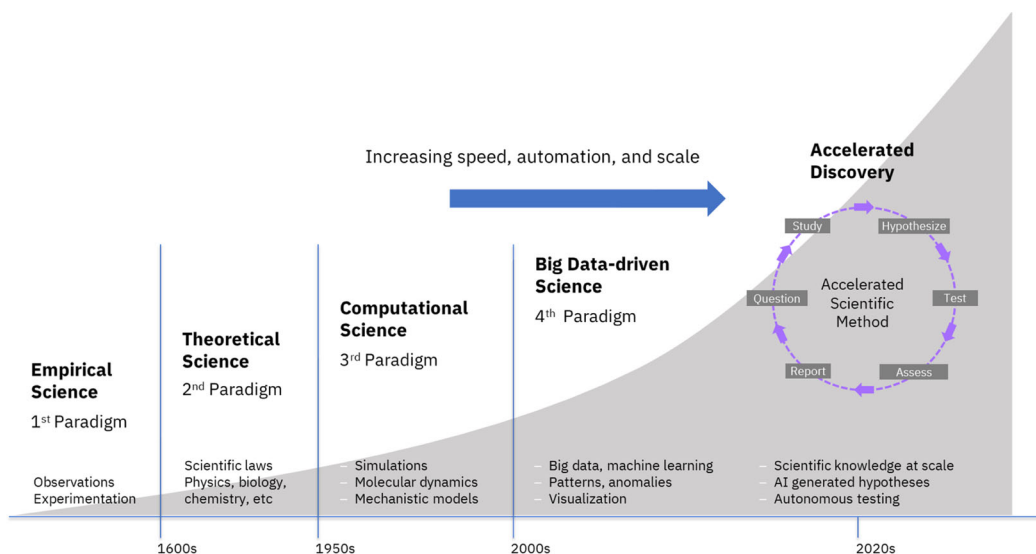 Increasing speed, automation, and scale
Accelerated
Discovery
Study
Hypothesize
Question
Accelerated
Scientific
Method
Test
Report
Assess
Big Data-driven
Science
4th Paradigm
Computational
Science
3rd Paradigm
Theoretical
Science
2nd Paradigm
Empirical
Science
1st Paradigm
Observations
Experimentation
Scientific laws
Physics, biology,
chemistry, etc
– Simulations
– Molecular dynamics
– Mechanistic models
– Big data, machine learning
– Patterns, anomalies
– Visualization
– Scientific knowledge at scale
– AI generated hypotheses
– Autonomous testing
1600s
1950s
2000s
2020s